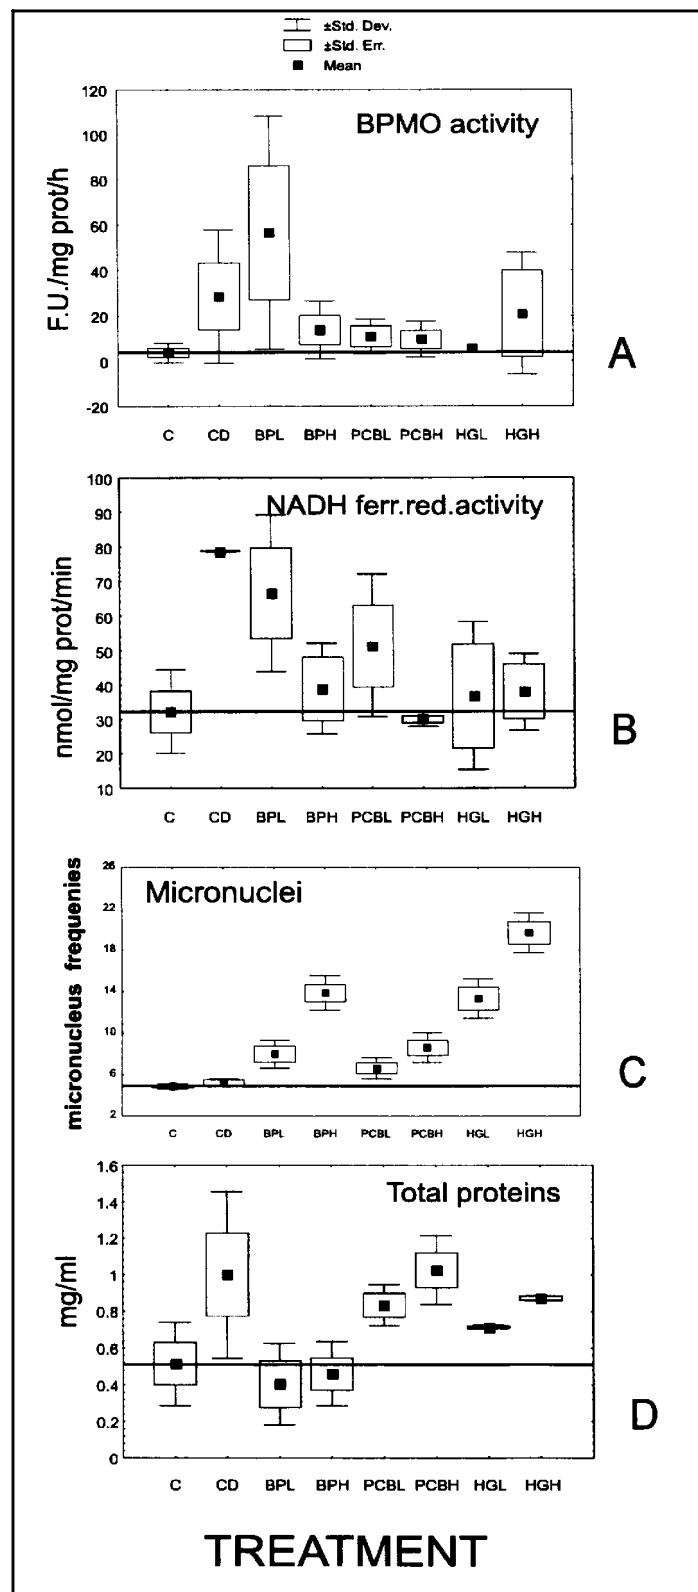 ±Std. Dev.
±Std. Err.
Mean
BPMO activity
F.U./mg prot/h
120
100
80
60
40
20
0
-20
A
C CD BPL BPH PCBL PCBH HGL HGH
NADH ferr.red.activity
nmol/mg prot/min
100
90
80
70
60
50
40
30
20
10
B
C CD BPL BPH PCBL PCBH HGL HGH
Micronuclei
micronucleus frequenies
26
22
18
14
10
6
2
C
C CD BPL BPH PCBL PCBH HGL HGH
Total proteins
mg/ml
1.6
1.4
1.2
1
0.8
0.6
0.4
0.2
0
D
C CD BPL BPH PCBL PCBH HGL HGH
TREATMENT